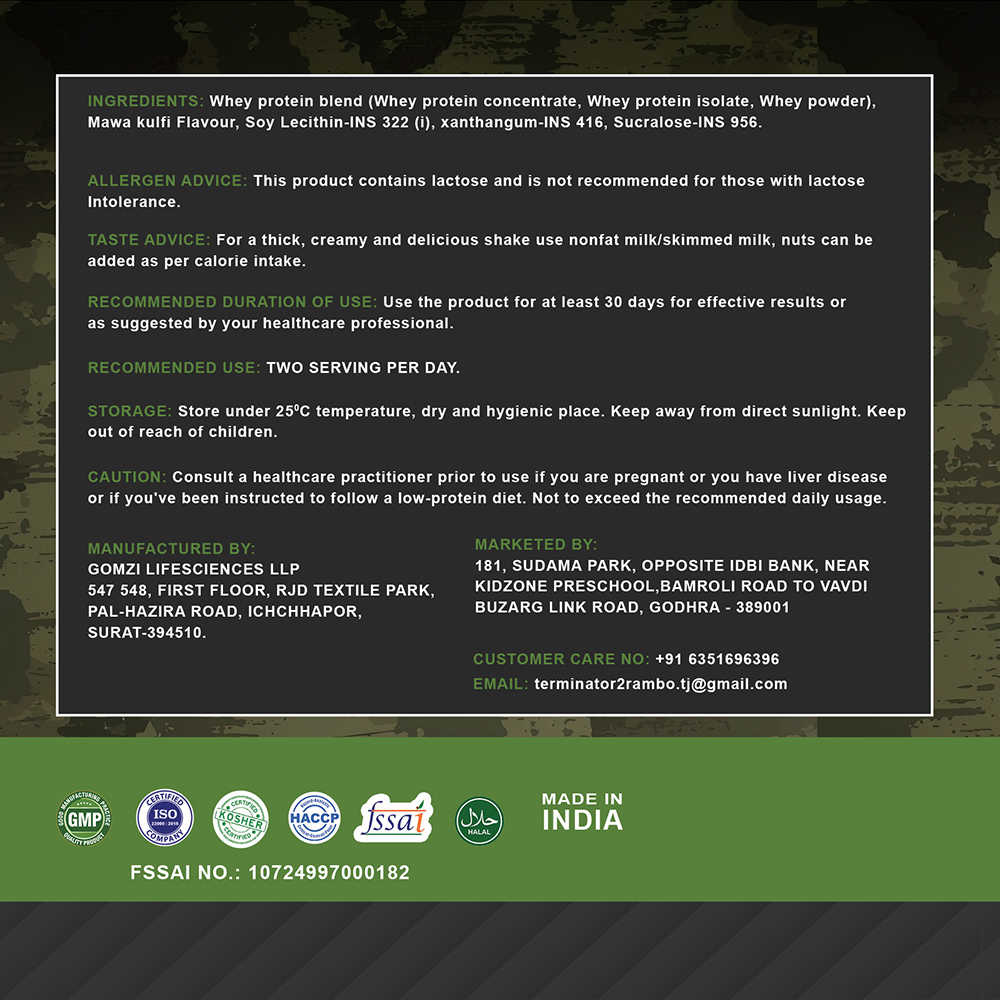 INGREDIENTS: Whey protein blend (Whey protein concentrate, Whey protein isolate, Whey powder),
Mawa kulfi Flavour, Soy Lecithin-INS 322 (i), xanthangum-INS 416, Sucralose-INS 956.
ALLERGEN ADVICE: This product contains lactose and is not recommended for those with lactose
Intolerance.
TASTE ADVICE: For a thick, creamy and delicious shake use nonfat milk/skimmed milk, nuts can be
added as per calorie intake.
RECOMMENDED DURATION OF USE: Use the product for at least 30 days for effective results or
as suggested by your healthcare professional.
RECOMMENDED USE: TWO SERVING PER DAY.
STORAGE: Store under 25⁰C temperature, dry and hygienic place. Keep away from direct sunlight. Keep
out of reach of children.
CAUTION: Consult a healthcare practitioner prior to use if you are pregnant or you have liver disease
or if you've been instructed to follow a low-protein diet. Not to exceed the recommended daily usage.
MANUFACTURED BY:
GOMZI LIFESCIENCES LLP
547 548, FIRST FLOOR, RJD TEXTILE PARK,
PAL-HAZIRA ROAD, ICHCHHAPOR,
SURAT-394510.
MARKETED BY:
181, SUDAMA PARK, OPPOSITE IDBI BANK, NEAR
KIDZONE PRESCHOOL,BAMROLI ROAD TO VAVDI
BUZARG LINK ROAD, GODHRA - 389001
CUSTOMER CARE NO: +91 6351696396
EMAIL: terminator2rambo.tj@gmail.com
GOOD MANUFACTURING PRACTICE
GMP
QUALITY PRODUCT
CERTIFIED
ISO
22000 : 2018
COMPANY
CERTIFIED
KOSHER
CERTIFIED
HACCP
fssai
حلال
HALAL
MADE IN
INDIA
FSSAI NO.: 10724997000182